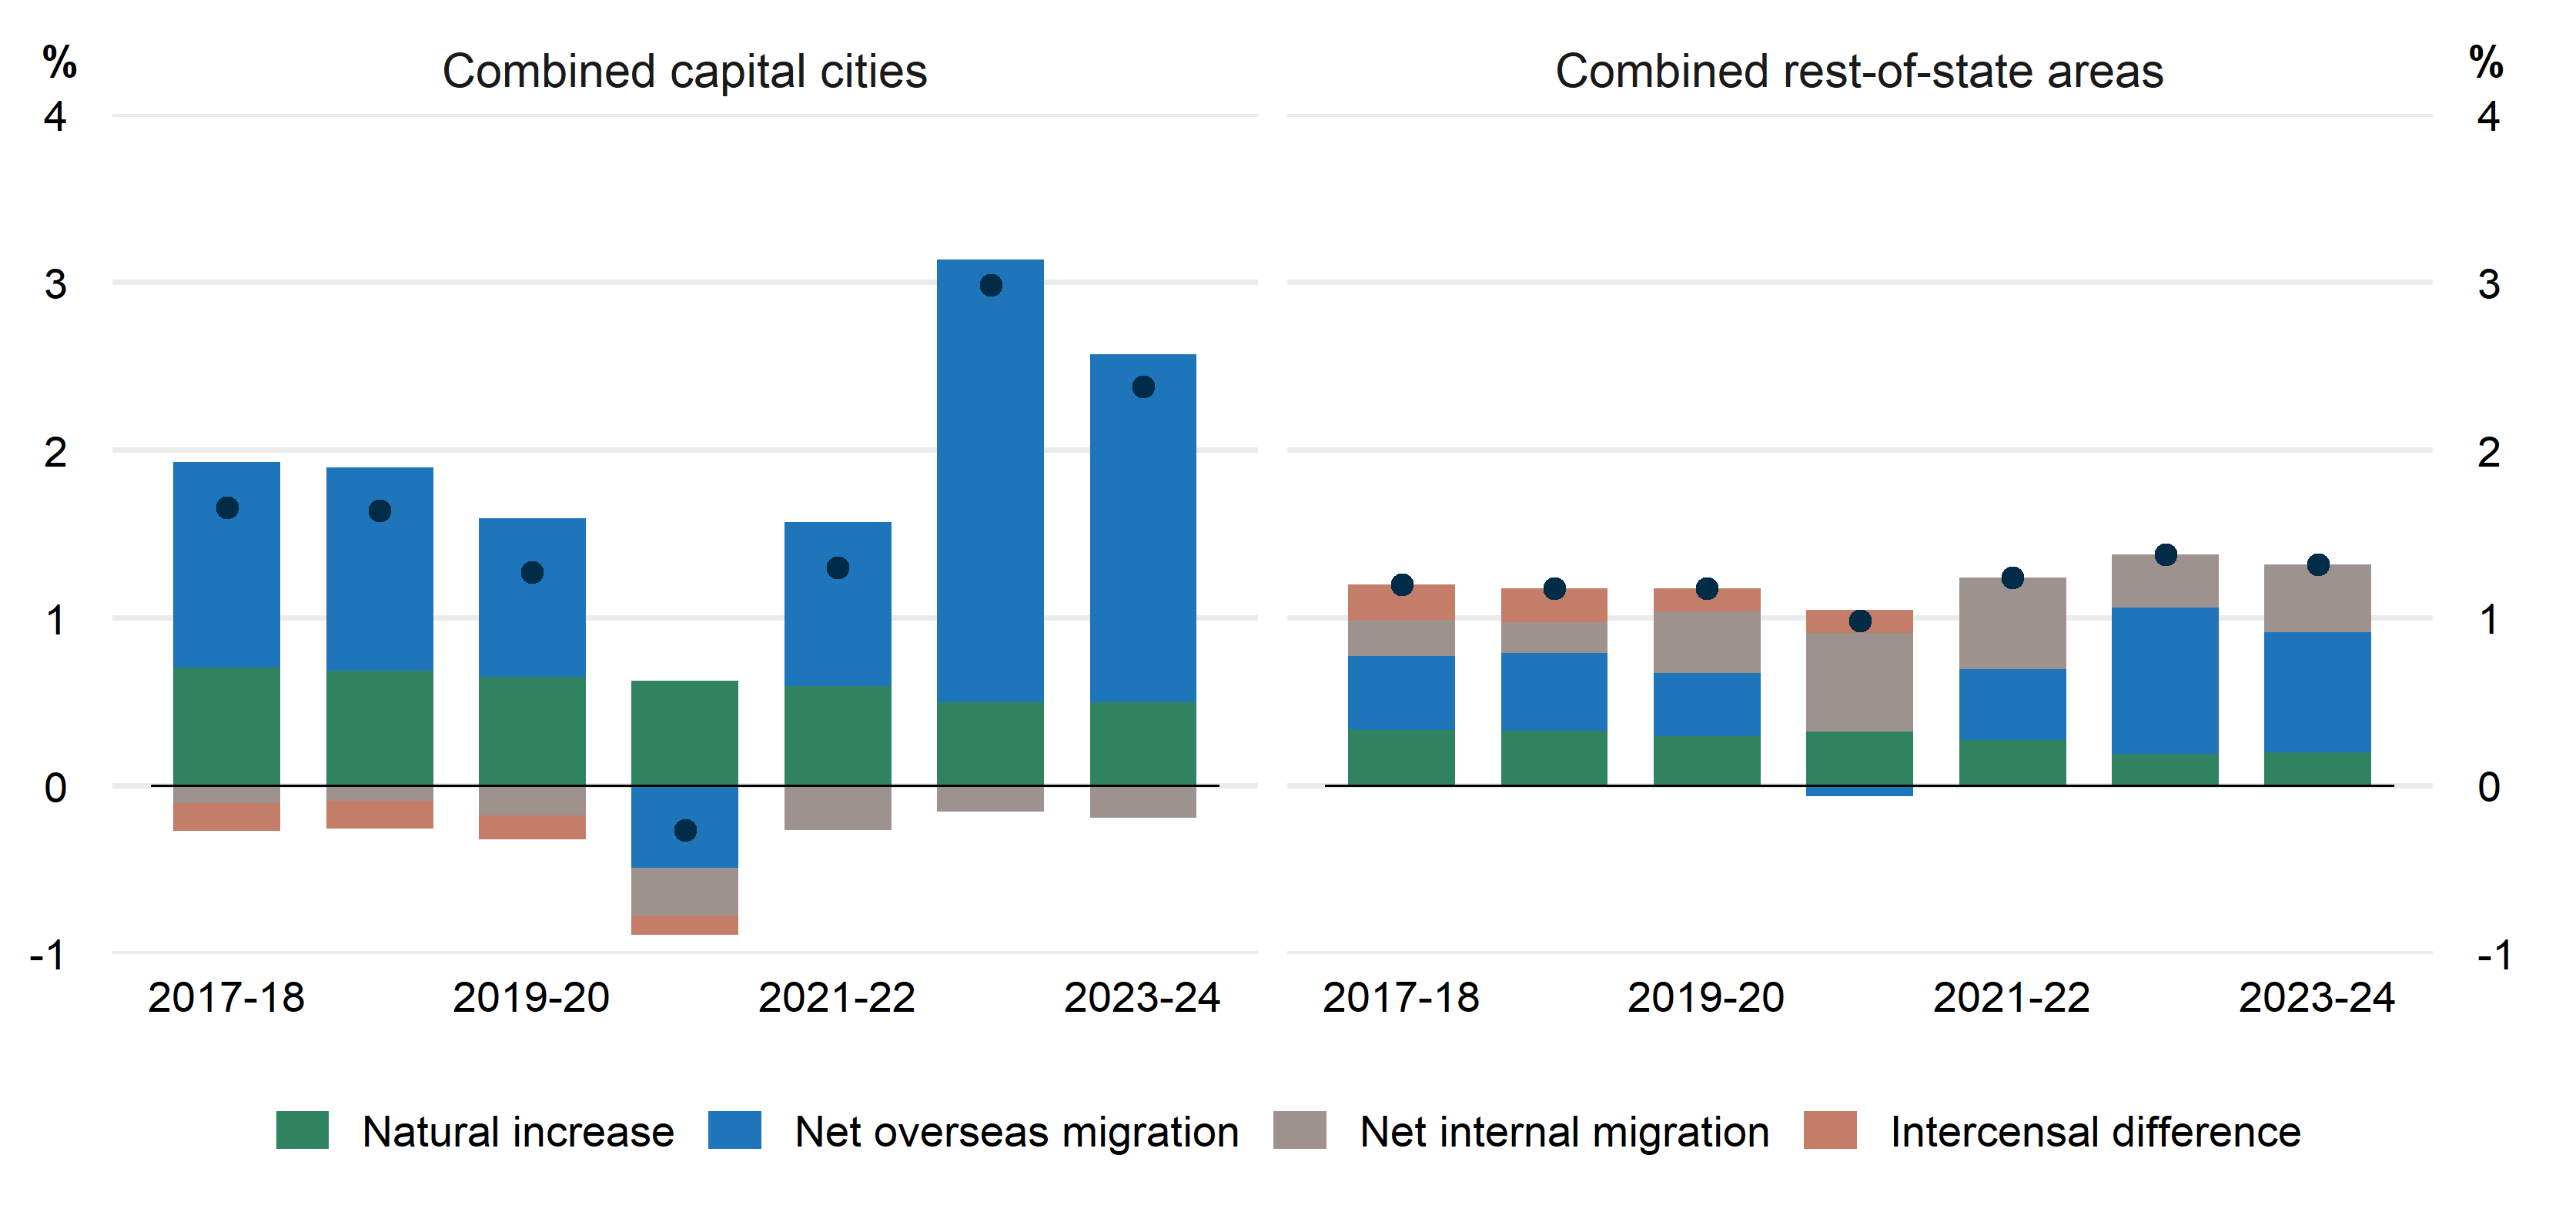 % Combined capital cities Combined rest-of-state areas %
4 4
3 3
2 2
1 1
0 0
-1 -1
2017-18 2019-20 2021-22 2023-24 2017-18 2019-20 2021-22 2023-24
Natural increase Net overseas migration Net internal migration Intercensal difference